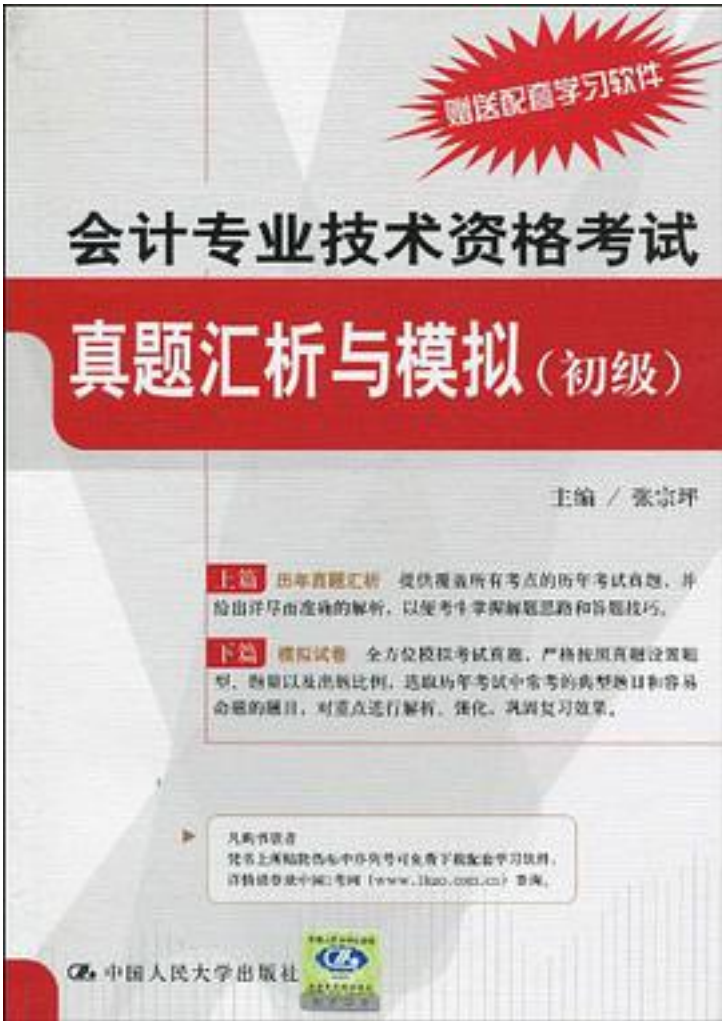 赠送配套学习软件
会计专业技术资格考试
真题汇析与模拟（初级）
主编 / 张宗坪
上篇 历年真题汇析 提供覆盖所有考点的历年考试真题，并
给出详尽而准确的解析，以便考生掌握解题思路和答题技巧。
下篇 模拟试卷 全方位模拟考试真题，严格按照真题设置题
型、题量以及出题比例，选取历年考试中常考的典型题目和容易
命题的题目，对重点进行解析、强化，巩固复习效果。
凡购书读者
凭书上所贴防伪标中序列号可免费下载配套学习软件，
详情请登录中国1考网（www.1kao.com.cn）查询。
中国人民大学出版社